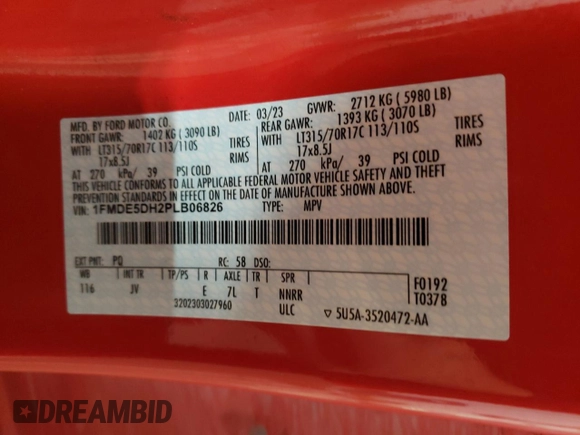 MFD. BY FORD MOTOR CO. DATE: 03/23 GVWR: 2712 KG ( 5980 LB)
FRONT GAWR: 1402 KG ( 3090 LB) REAR GAWR: 1393 KG ( 3070 LB)
WITH LT315/70R17C 113/110S TIRES WITH LT315/70R17C 113/110S TIRES
17x8.5J RIMS 17x8.5J RIMS
AT 270 kPa/ 39 PSI COLD AT 270 kPa/ 39 PSI COLD
THIS VEHICLE CONFORMS TO ALL APPLICABLE FEDERAL MOTOR VEHICLE SAFETY AND THEFT
PREVENTION STANDARDS IN EFFECT ON THE DATE OF MANUFACTURE SHOWN ABOVE.
VIN: 1FMDE5DH2PLB06826 TYPE: MPV
EXT PNT: PQ RC: 58 DSO:
WB INT TR TP/PS R AXLE TR SPR
116 JV E 7L T NNRR
3202303027960 ULC
F0192
T0378
▽ 5U5A-3520472-AA
DREAMBID